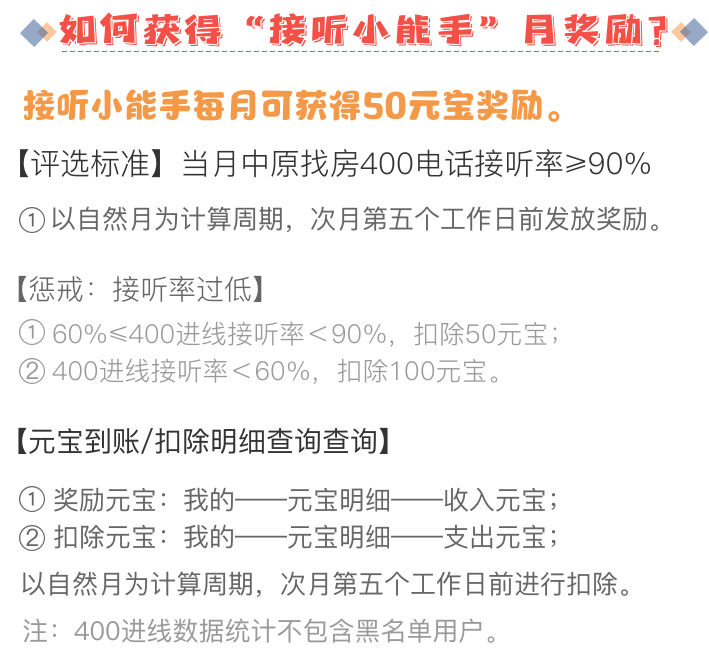 如何获得“接听小能手”月奖励?
接听小能手每月可获得50元宝奖励。
【评选标准】当月中原找房400电话接听率≥90%
① 以自然月为计算周期，次月第五个工作日前发放奖励。
【惩戒：接听率过低】
① 60%≤400进线接听率＜90%，扣除50元宝；
② 400进线接听率＜60%，扣除100元宝。
【元宝到账/扣除明细查询查询】
① 奖励元宝：我的——元宝明细——收入元宝；
② 扣除元宝：我的——元宝明细——支出元宝；
以自然月为计算周期，次月第五个工作日前进行扣除。
注：400进线数据统计不包含黑名单用户。